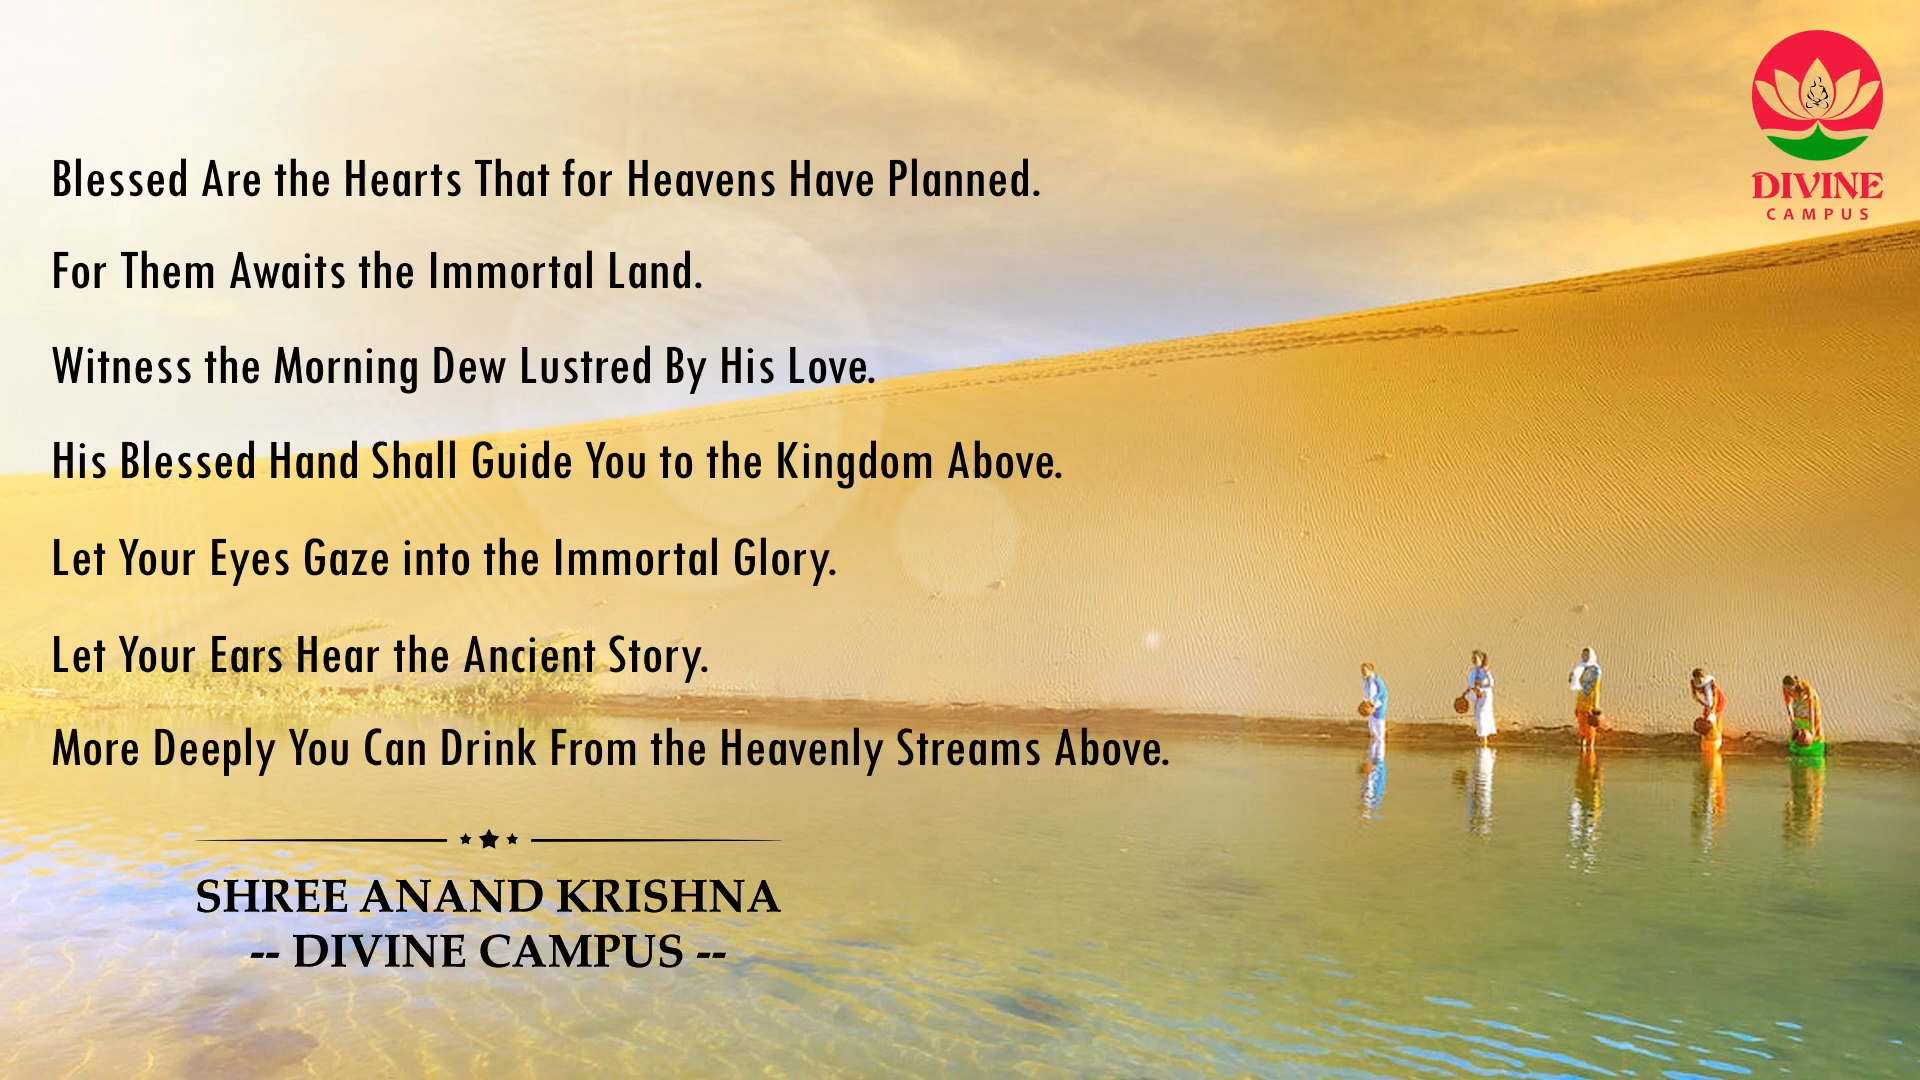 Blessed Are the Hearts That for Heavens Have Planned.
For Them Awaits the Immortal Land.
Witness the Morning Dew Lustred By His Love.
His Blessed Hand Shall Guide You to the Kingdom Above.
Let Your Eyes Gaze into the Immortal Glory.
Let Your Ears Hear the Ancient Story.
More Deeply You Can Drink From the Heavenly Streams Above.
SHREE ANAND KRISHNA
-- DIVINE CAMPUS --
DIVINE
CAMPUS